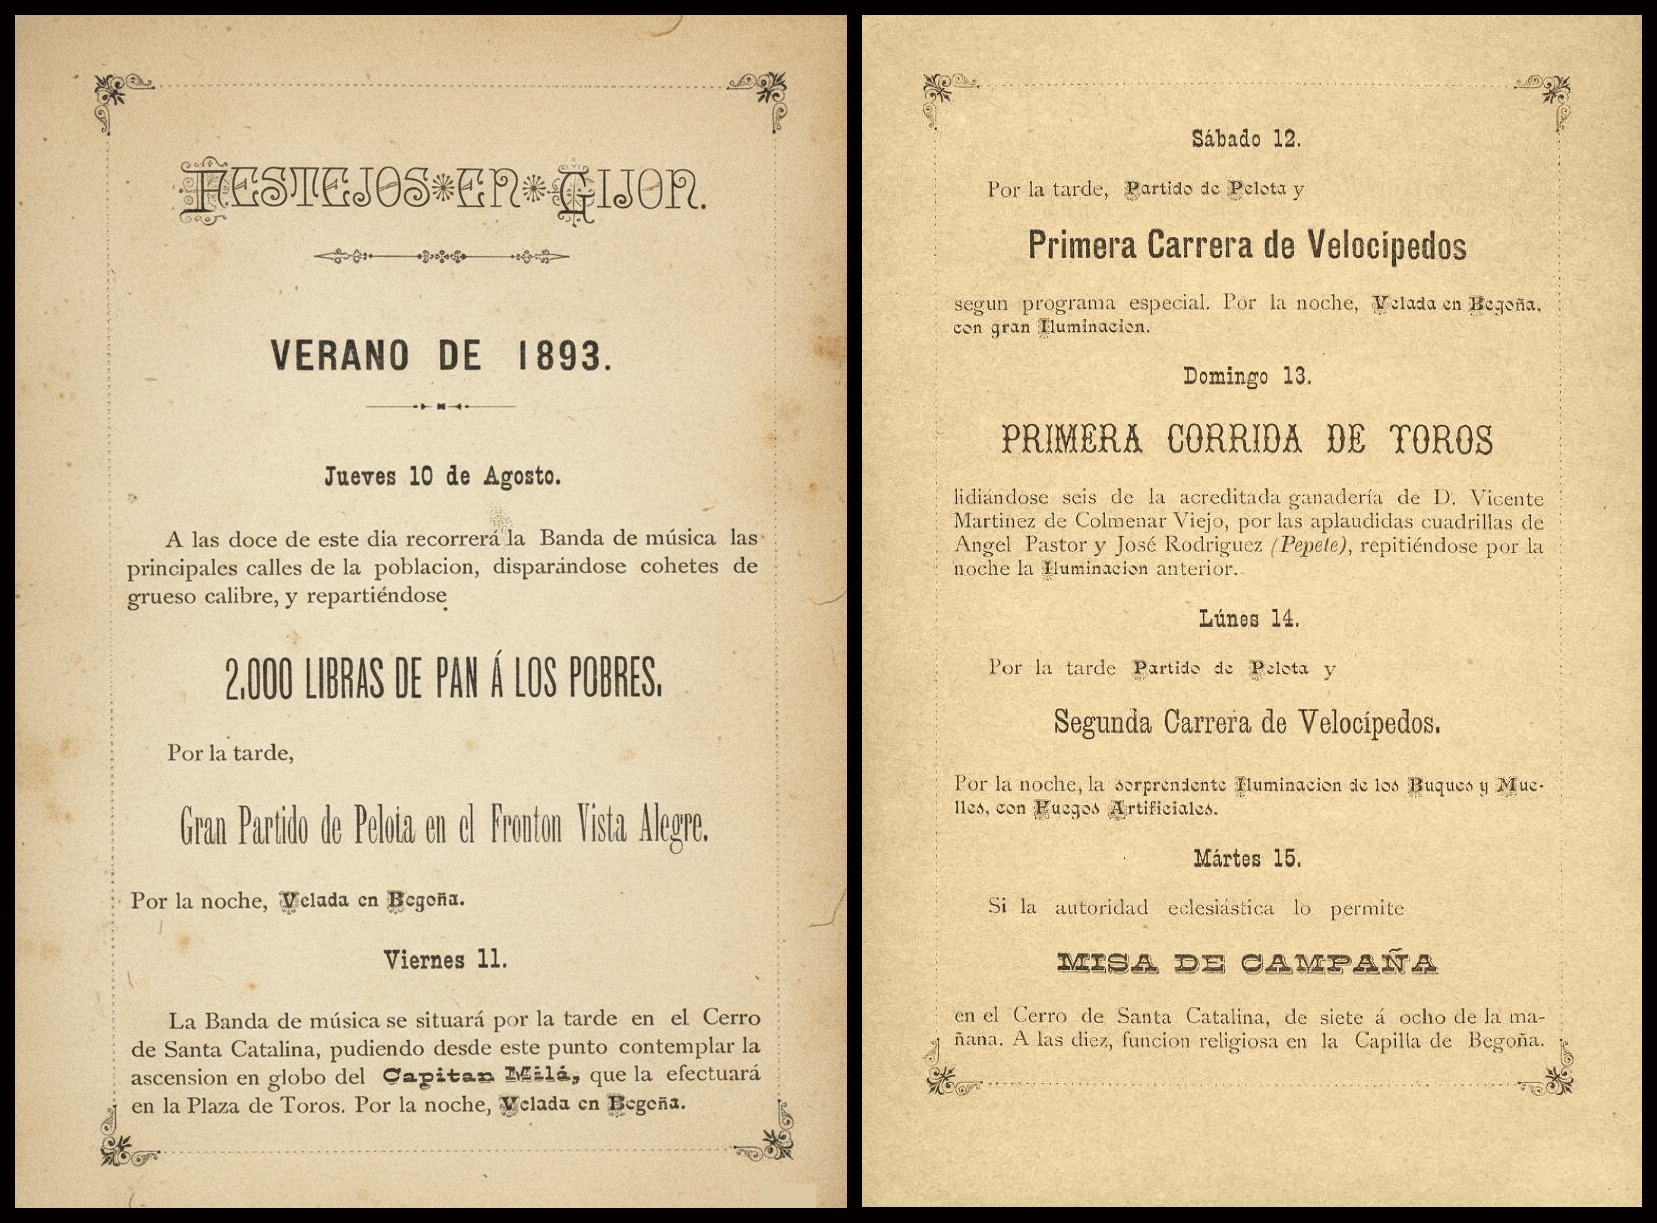 FESTEJOS EN GIJON.
VERANO DE 1893.
Jueves 10 de Agosto.
A las doce de este dia recorrerá la Banda de música las
principales calles de la poblacion, disparándose cohetes de
grueso calibre, y repartiéndose
2.000 LIBRAS DE PAN Á LOS POBRES.
Por la tarde,
Gran Partido de Pelota en el Fronton Vista Alegre.
Por la noche, Velada en Begoña.
Viernes 11.
La Banda de música se situará por la tarde en el Cerro
de Santa Catalina, pudiendo desde este punto contemplar la
ascension en globo del Capitan Milá, que la efectuará
en la Plaza de Toros. Por la noche, Velada en Begoña.
Sábado 12.
Por la tarde, Partido de Pelota y
Primera Carrera de Velocípedos
segun programa especial. Por la noche, Velada en Begoña,
con gran Iluminacion.
Domingo 13.
PRIMERA CORRIDA DE TOROS
lidiándose seis de la acreditada ganadería de D. Vicente
Martinez de Colmenar Viejo, por las aplaudidas cuadrillas de
Angel Pastor y José Rodriguez (Pepete), repitiéndose por la
noche la Iluminacion anterior.
Lúnes 14.
Por la tarde Partido de Pelota y
Segunda Carrera de Velocípedos.
Por la noche, la sorprendente Iluminacion de los Buques y Mue-
lles, con Fuegos Artificiales.
Mártes 15.
Si la autoridad eclesiástica lo permite
MISA DE CAMPAÑA
en el Cerro de Santa Catalina, de siete á ocho de la ma-
ñana. A las diez, funcion religiosa en la Capilla de Begoña.